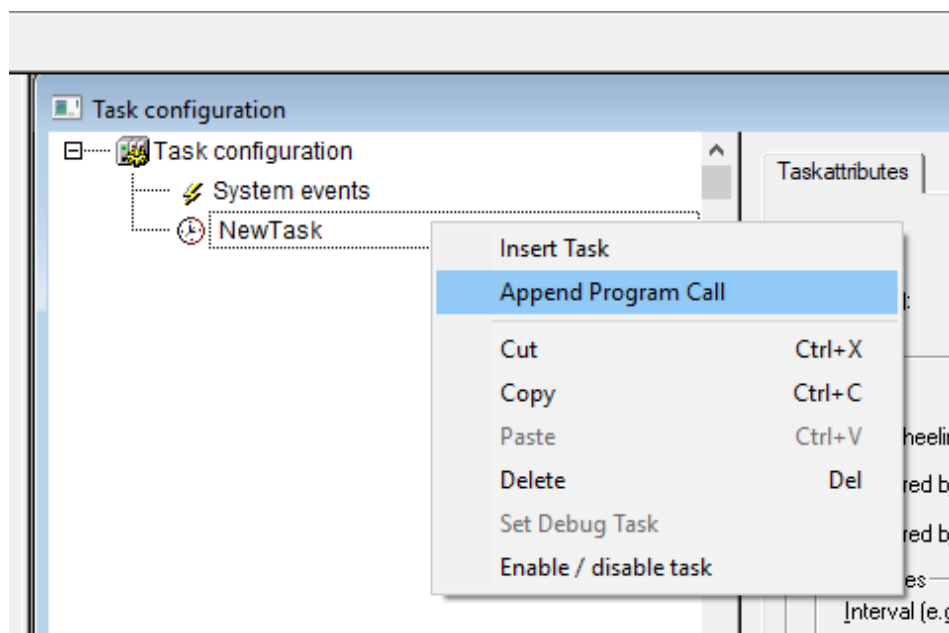 Task configuration
Task configuration
System events
NewTask
Taskattributes
Insert Task
Append Program Call
Cut Ctrl+X
Copy Ctrl+C
Paste Ctrl+V
Delete Del
Set Debug Task
Enable / disable task
Interval (e.g